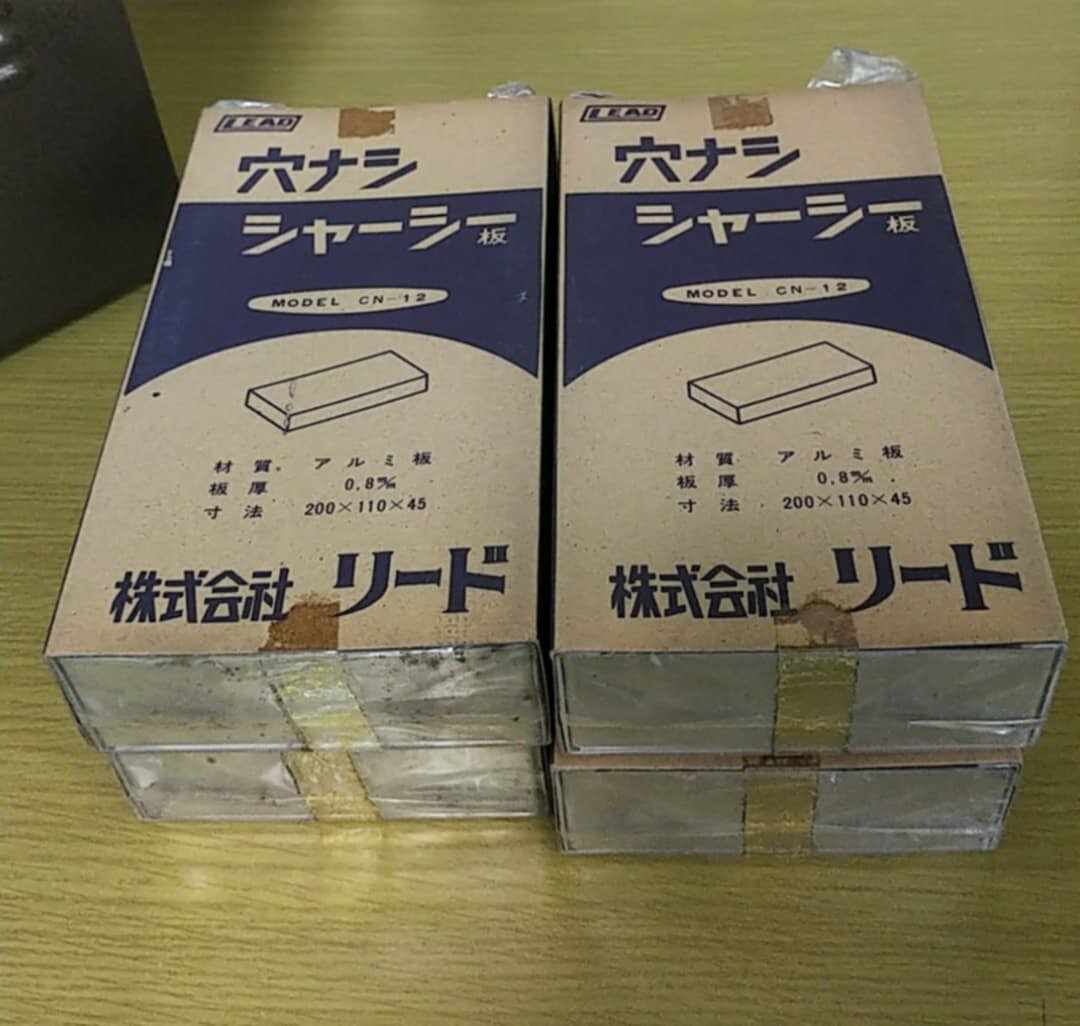 LEAD
穴ナシ
シャーシー板
MODEL CN-12
材質 アルミ板
板厚 0.8㎜
寸法 200×110×45
株式会社 リード
LEAD
穴ナシ
シャーシー板
MODEL CN-12
材質 アルミ板
板厚 0.8㎜
寸法 200×110×45
株式会社 リード